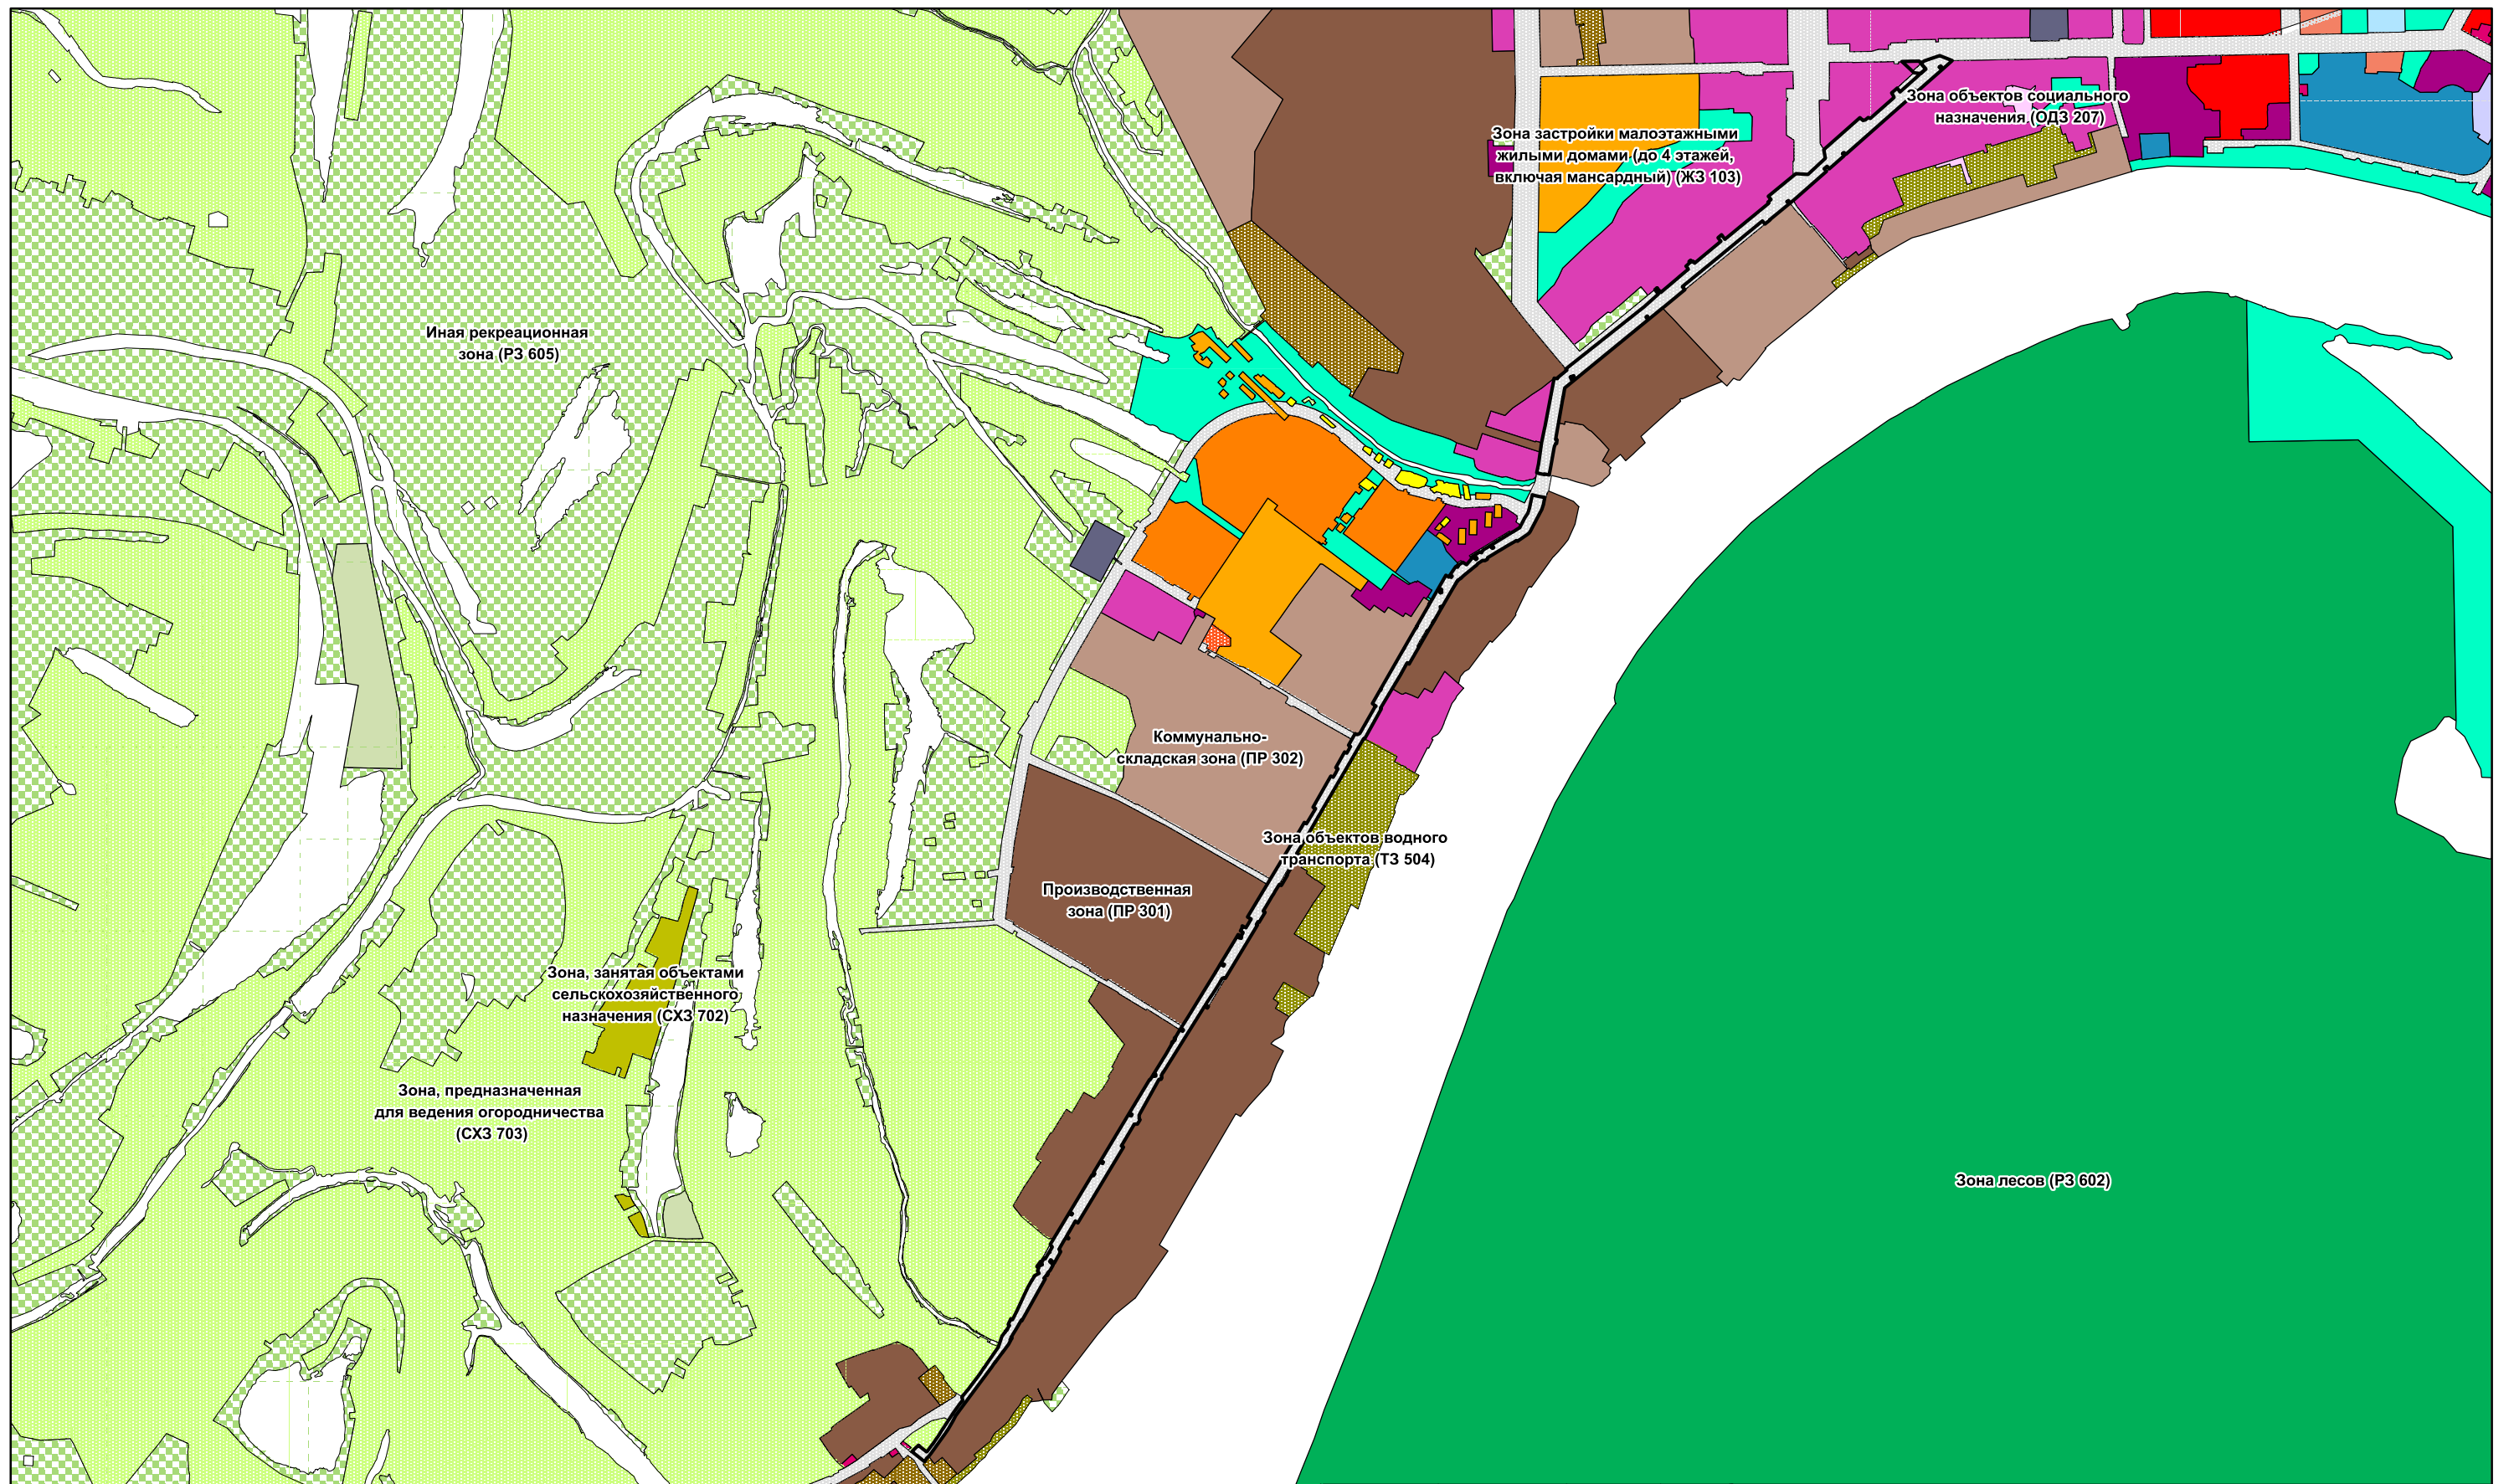 Зона объектов социального
назначения (ОДЗ 207)
Зона застройки малоэтажными
жилыми домами (до 4 этажей,
включая мансардный) (ЖЗ 103)
Иная рекреационная
зона (РЗ 605)
Коммунально-
складская зона (ПР 302)
Зона объектов водного
транспорта (ТЗ 504)
Производственная
зона (ПР 301)
Зона, занятая объектами
сельскохозяйственного
назначения (СХЗ 702)
Зона, предназначенная
для ведения огородничества
(СХЗ 703)
Зона лесов (РЗ 602)